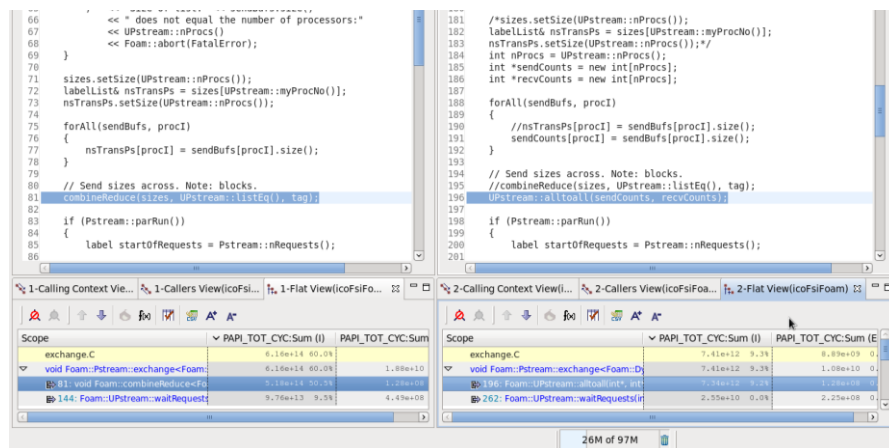 66
67 << " does not equal the number of processors:"
<< UPstream::nProcs()
68 << Foam::abort(FatalError);
69 }
70
71 sizes.setSize(UPstream::nProcs());
72 labelList& nsTransPs = sizes[UPstream::myProcNo()];
73 nsTransPs.setSize(UPstream::nProcs());
74
75 forAll(sendBufs, procI)
76 {
77 nsTransPs[procI] = sendBufs[procI].size();
78 }
79
80 // Send sizes across. Note: blocks.
81 combineReduce(sizes, UPstream::listEq(), tag);
82
83 if (Pstream::parRun())
84 {
85 label startOfRequests = Pstream::nRequests();
86
181 /*sizes.setSize(UPstream::nProcs());
182 labelList& nsTransPs = sizes[UPstream::myProcNo()];
183 nsTransPs.setSize(UPstream::nProcs());*/
184 int nProcs = UPstream::nProcs();
185 int *sendCounts = new int[nProcs];
186 int *recvCounts = new int[nProcs];
187
188 forAll(sendBufs, procI)
189 {
190 //nsTransPs[procI] = sendBufs[procI].size();
191 sendCounts[procI] = sendBufs[procI].size();
192 }
193
194 // Send sizes across. Note: blocks.
195 //combineReduce(sizes, UPstream::listEq(), tag);
196 UPstream::alltoall(sendCounts, recvCounts);
197
198 if (Pstream::parRun())
199 {
200 label startOfRequests = Pstream::nRequests();
201
1-Calling Context Vie... 1-Callers View(icoFsi... 1-Flat View(icoFsiFo...
Scope PAPI_TOT_CYC:Sum (I) PAPI_TOT_CYC:Sum
exchange.C 6.16e+14 60.0%
void Foam::Pstream::exchange<Foam: 6.16e+14 60.0% 1.88e+10
81: void Foam::combineReduce<Fo 5.18e+14 50.5% 1.28e+08
144: Foam::UPstream::waitRequests 9.76e+13 9.5% 4.49e+08
2-Calling Context View(i... 2-Callers View(icoFsiFoa... 2-Flat View(icoFsiFoam)
Scope PAPI_TOT_CYC:Sum (I) PAPI_TOT_CYC:Sum (E
exchange.C 7.41e+12 9.3% 8.89e+09 0.
void Foam::Pstream::exchange<Foam::Dy 7.41e+12 9.3% 1.08e+10 0.
196: Foam::UPstream::alltoall(int*, int 7.34e+12 9.2% 1.28e+08 0.
262: Foam::UPstream::waitRequests(in 2.55e+10 0.0% 2.25e+08 0.
26M of 97M